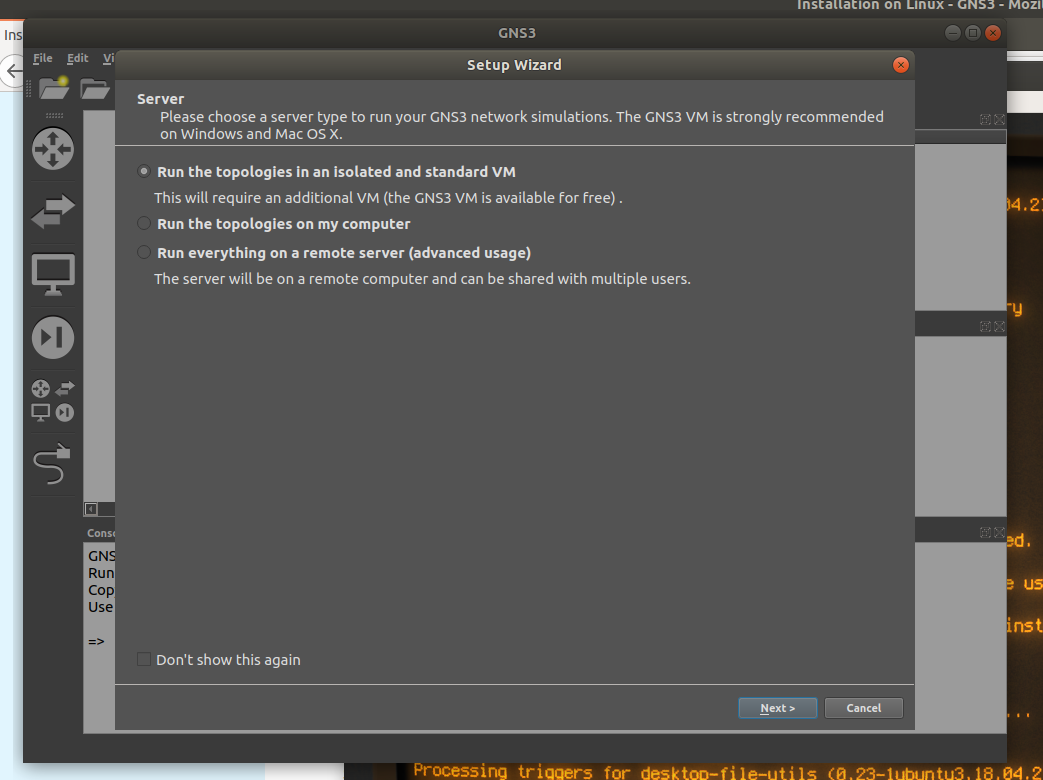 Installation on Linux - GNS3 - Mozil
Ins
GNS3
File Edit Vi
Setup Wizard
Server
Please choose a server type to run your GNS3 network simulations. The GNS3 VM is strongly recommended
on Windows and Mac OS X.
Run the topologies in an isolated and standard VM
This will require an additional VM (the GNS3 VM is available for free) .
Run the topologies on my computer
Run everything on a remote server (advanced usage)
The server will be on a remote computer and can be shared with multiple users.
04.2)
ry
Conso
GNS
Run
Cop
Use
=>
ed.
e us
inst
...
Don't show this again
Next >
Cancel
Processing triggers for desktop-file-utils (0.23-1ubuntu3.18.04.2